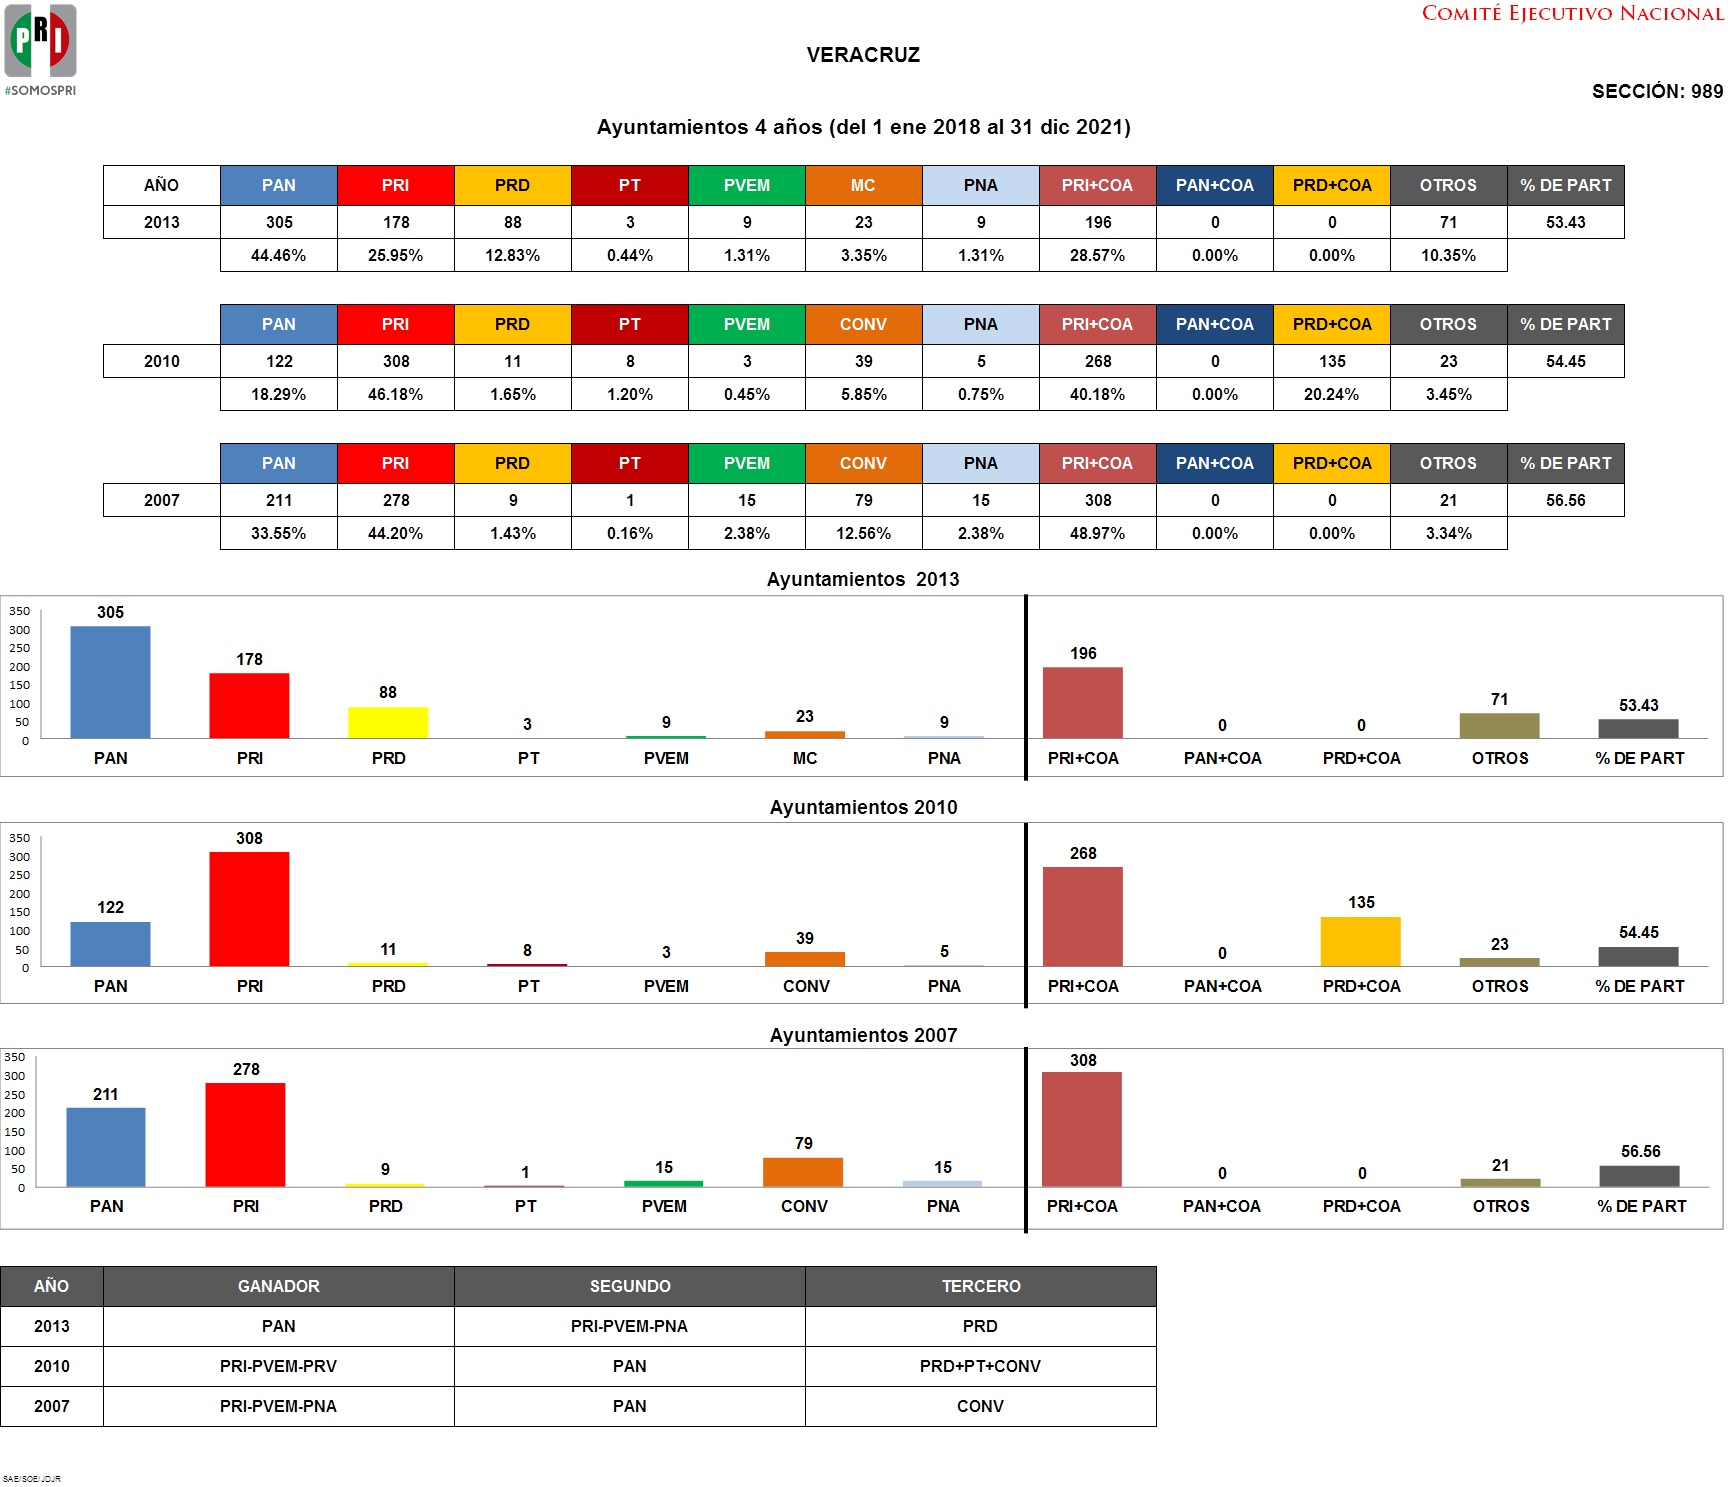 PRI
#SOMOSPRI
COMITÉ EJECUTIVO NACIONAL
VERACRUZ
SECCIÓN: 989
Ayuntamientos 4 años (del 1 ene 2018 al 31 dic 2021)
AÑO PAN PRI PRD PT PVEM MC PNA PRI+COA PAN+COA PRD+COA OTROS % DE PART
2013 305 178 88 3 9 23 9 196 0 0 71 53.43
44.46% 25.95% 12.83% 0.44% 1.31% 3.35% 1.31% 28.57% 0.00% 0.00% 10.35%
PAN PRI PRD PT PVEM CONV PNA PRI+COA PAN+COA PRD+COA OTROS % DE PART
2010 122 308 11 8 3 39 5 268 0 135 23 54.45
18.29% 46.18% 1.65% 1.20% 0.45% 5.85% 0.75% 40.18% 0.00% 20.24% 3.45%
PAN PRI PRD PT PVEM CONV PNA PRI+COA PAN+COA PRD+COA OTROS % DE PART
2007 211 278 9 1 15 79 15 308 0 0 21 56.56
33.55% 44.20% 1.43% 0.16% 2.38% 12.56% 2.38% 48.97% 0.00% 0.00% 3.34%
Ayuntamientos 2013
350
300
250
200
150
100
50
0
305 178 88 3 9 23 9 196 0 0 71 53.43
PAN PRI PRD PT PVEM MC PNA PRI+COA PAN+COA PRD+COA OTROS % DE PART
Ayuntamientos 2010
350
300
250
200
150
100
50
0
122 308 11 8 3 39 5 268 0 135 23 54.45
PAN PRI PRD PT PVEM CONV PNA PRI+COA PAN+COA PRD+COA OTROS % DE PART
Ayuntamientos 2007
350
300
250
200
150
100
50
0
211 278 9 1 15 79 15 308 0 0 21 56.56
PAN PRI PRD PT PVEM CONV PNA PRI+COA PAN+COA PRD+COA OTROS % DE PART
AÑO GANADOR SEGUNDO TERCERO
2013 PAN PRI-PVEM-PNA PRD
2010 PRI-PVEM-PRV PAN PRD+PT+CONV
2007 PRI-PVEM-PNA PAN CONV
SAE/SOE/JDJR